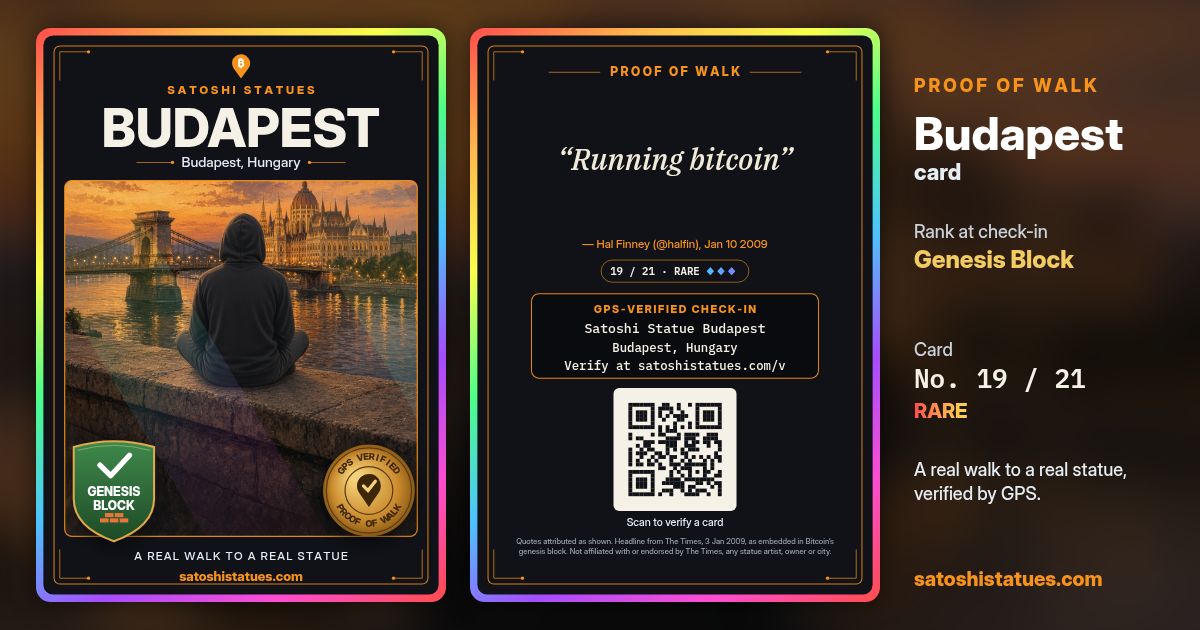 SATOSHI STATUES
BUDAPEST
Budapest, Hungary
GENESIS
BLOCK
GPS VERIFIED
PROOF OF WALK
A REAL WALK TO A REAL STATUE
satoshistatues.com
PROOF OF WALK
“Running bitcoin”
— Hal Finney (@halfin), Jan 10 2009
19 / 21 · RARE
GPS-VERIFIED CHECK-IN
Satoshi Statue Budapest
Budapest, Hungary
Verify at satoshistatues.com/v
Scan to verify a card
Quotes attributed as shown. Headline from The Times, 3 Jan 2009, as embedded in Bitcoin's
genesis block. Not affiliated with or endorsed by The Times, any statue artist, owner or city.
PROOF OF WALK
Budapest
card
Rank at check-in
Genesis Block
Card
No. 19 / 21
RARE
A real walk to a real statue,
verified by GPS.
satoshistatues.com